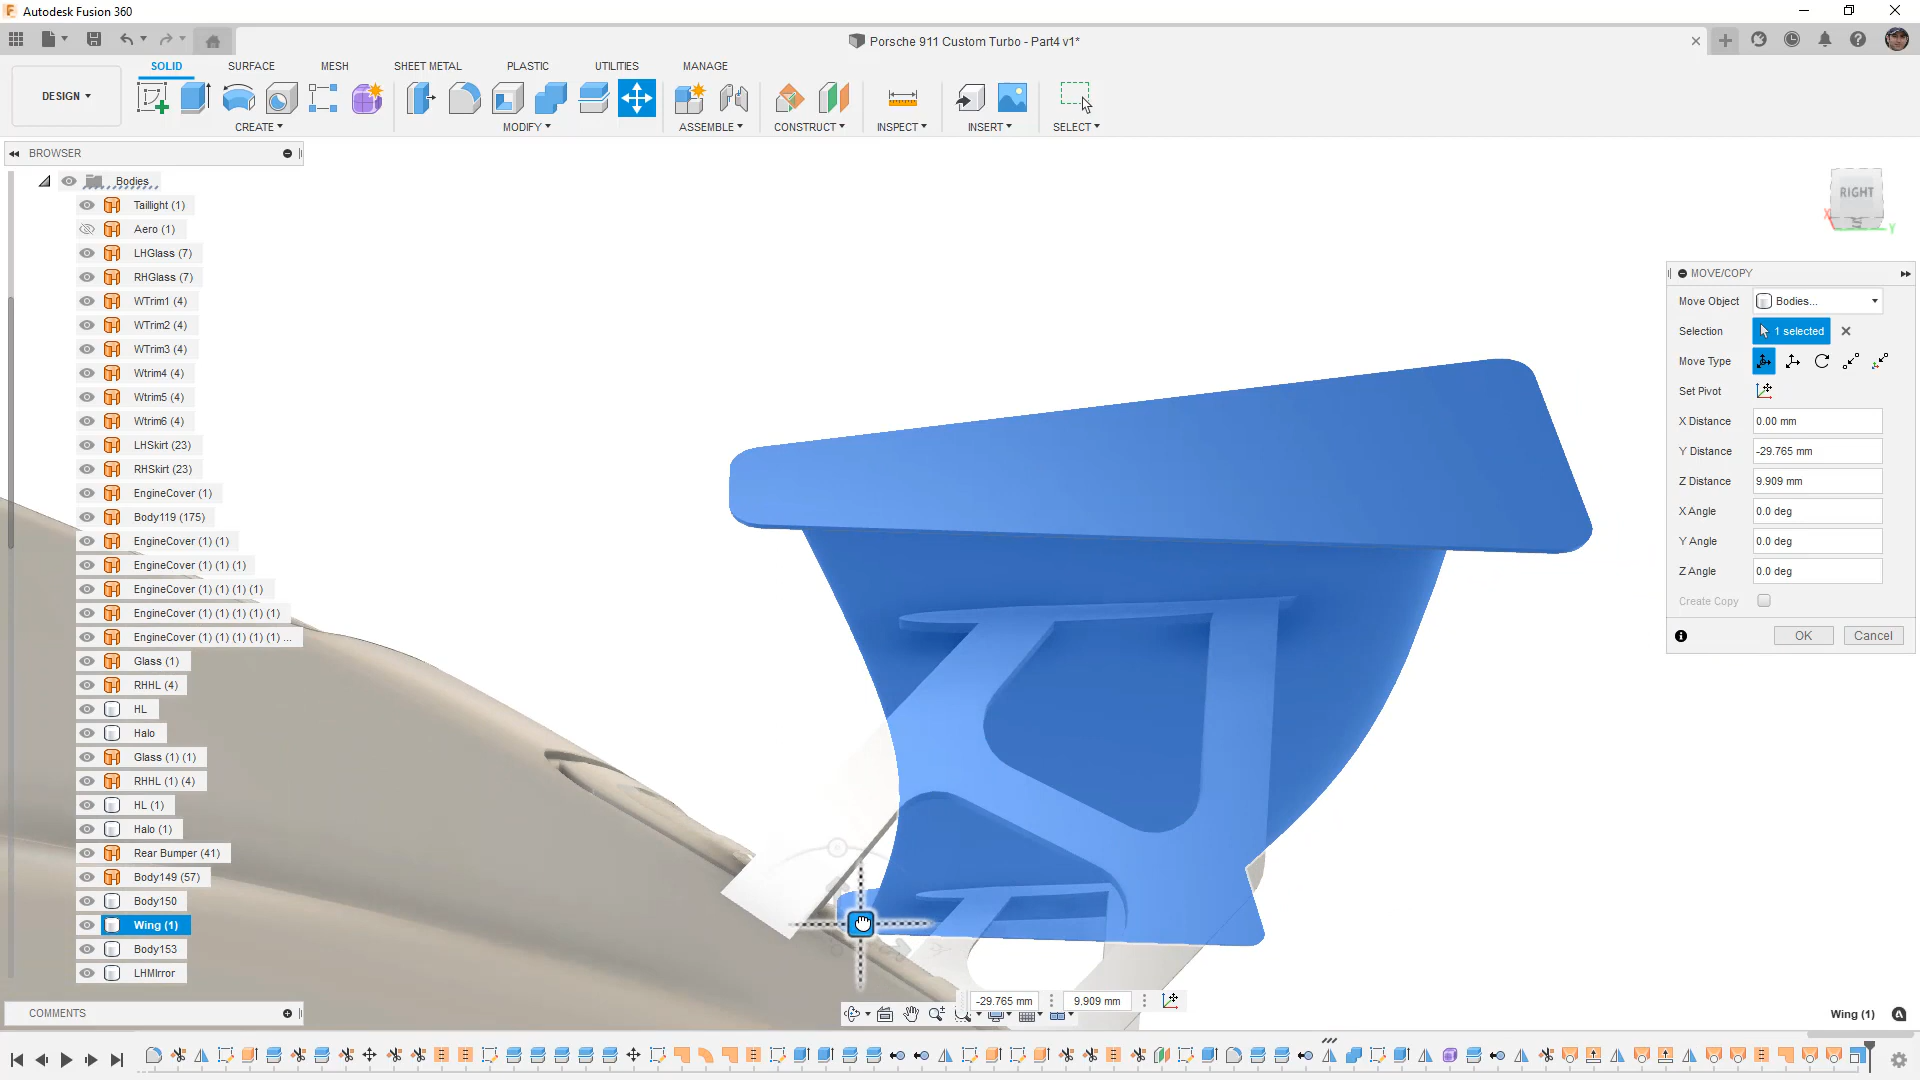 Autodesk Fusion 360
Porsche 911 Custom Turbo - Part4 v1*
DESIGN
SOLID SURFACE MESH SHEET METAL PLASTIC UTILITIES MANAGE
CREATE MODIFY ASSEMBLE CONSTRUCT INSPECT INSERT SELECT
BROWSER
Bodies
Taillight (1)
Aero (1)
LHGlass (7)
RHGlass (7)
WTrim1 (4)
WTrim2 (4)
WTrim3 (4)
Wtrim4 (4)
Wtrim5 (4)
Wtrim6 (4)
LHSkirt (23)
RHSkirt (23)
EngineCover (1)
Body119 (175)
EngineCover (1) (1)
EngineCover (1) (1) (1)
EngineCover (1) (1) (1) (1)
EngineCover (1) (1) (1) (1) (1)
EngineCover (1) (1) (1) (1) (1) ...
Glass (1)
RHHL (4)
HL
Halo
Glass (1) (1)
RHHL (1) (4)
HL (1)
Halo (1)
Rear Bumper (41)
Body149 (57)
Body150
Wing (1)
Body153
LHMIrror
COMMENTS
RIGHT
X
Y
MOVE/COPY
Move Object Bodies...
Selection 1 selected
Move Type
Set Pivot
X Distance 0.00 mm
Y Distance -29.765 mm
Z Distance 9.909 mm
X Angle 0.0 deg
Y Angle 0.0 deg
Z Angle 0.0 deg
Create Copy
OK Cancel
-29.765 mm 9.909 mm
Wing (1)